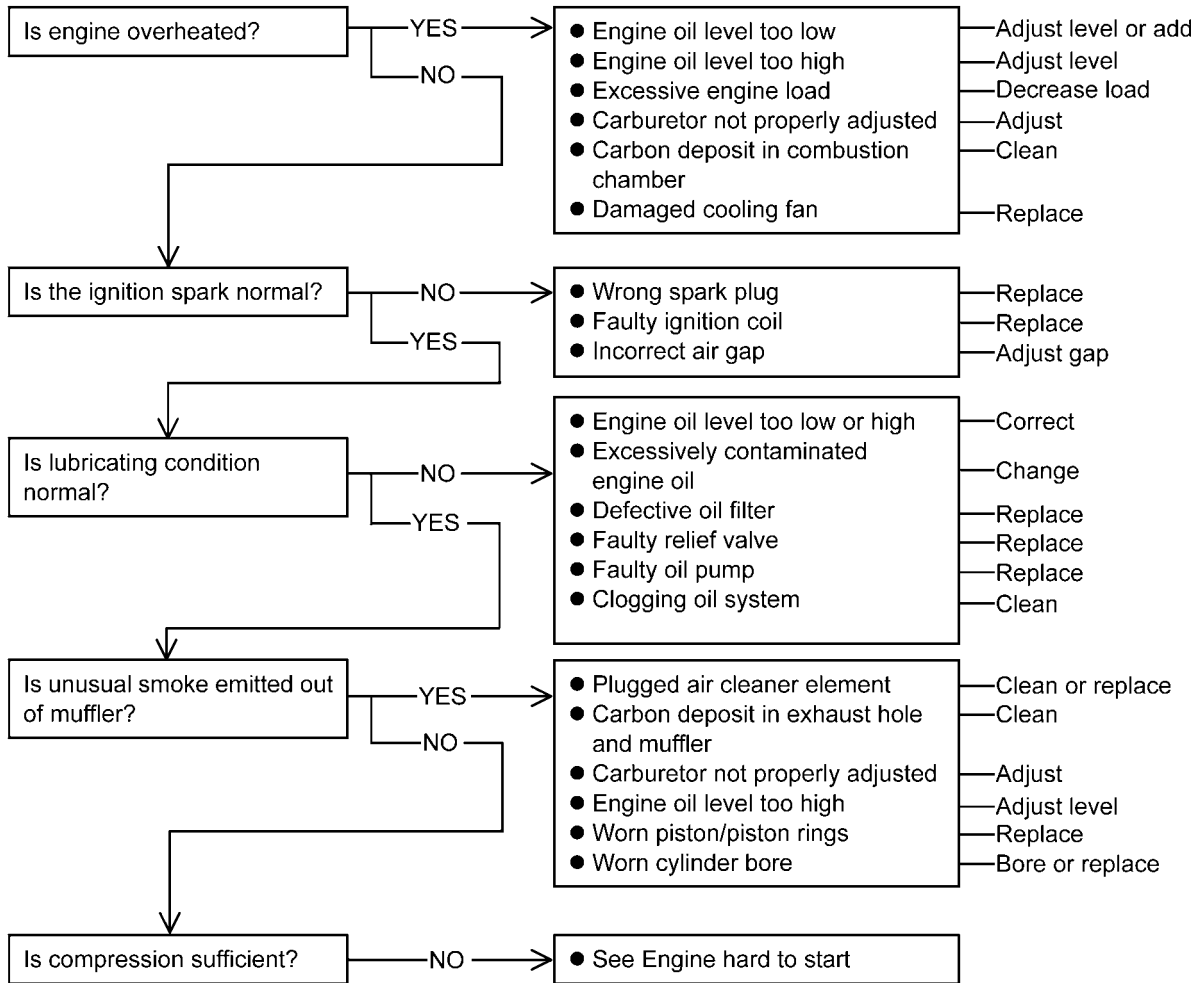 Is engine overheated?
YES
NO
● Engine oil level too low
● Engine oil level too high
● Excessive engine load
● Carburetor not properly adjusted
● Carbon deposit in combustion
chamber
● Damaged cooling fan
Adjust level or add
Adjust level
Decrease load
Adjust
Clean
Replace
Is the ignition spark normal?
NO
YES
● Wrong spark plug
● Faulty ignition coil
● Incorrect air gap
Replace
Replace
Adjust gap
Is lubricating condition
normal?
NO
YES
● Engine oil level too low or high
● Excessively contaminated
engine oil
● Defective oil filter
● Faulty relief valve
● Faulty oil pump
● Clogging oil system
Correct
Change
Replace
Replace
Replace
Clean
Is unusual smoke emitted out
of muffler?
YES
NO
● Plugged air cleaner element
● Carbon deposit in exhaust hole
and muffler
● Carburetor not properly adjusted
● Engine oil level too high
● Worn piston/piston rings
● Worn cylinder bore
Clean or replace
Clean
Adjust
Adjust level
Replace
Bore or replace
Is compression sufficient?
NO
● See Engine hard to start